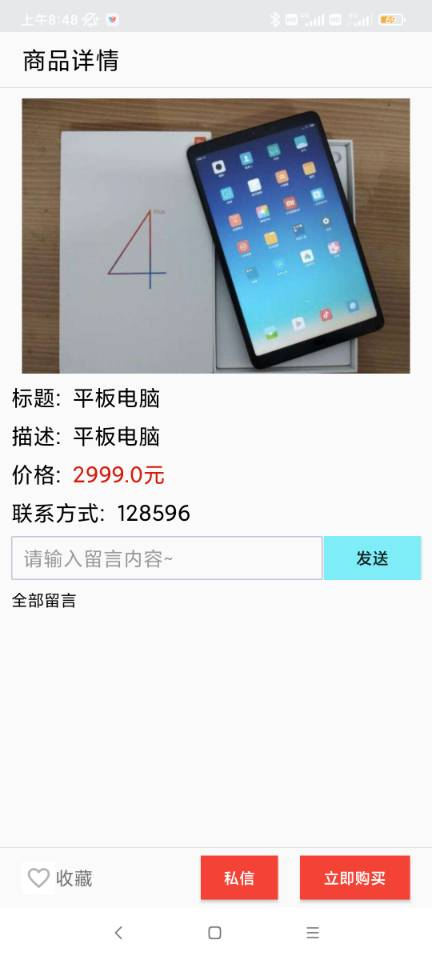 上午8:48
69
商品详情
4
Plus
标题: 平板电脑
描述: 平板电脑
价格: 2999.0元
联系方式: 128596
请输入留言内容~
发送
全部留言
收藏
私信
立即购买